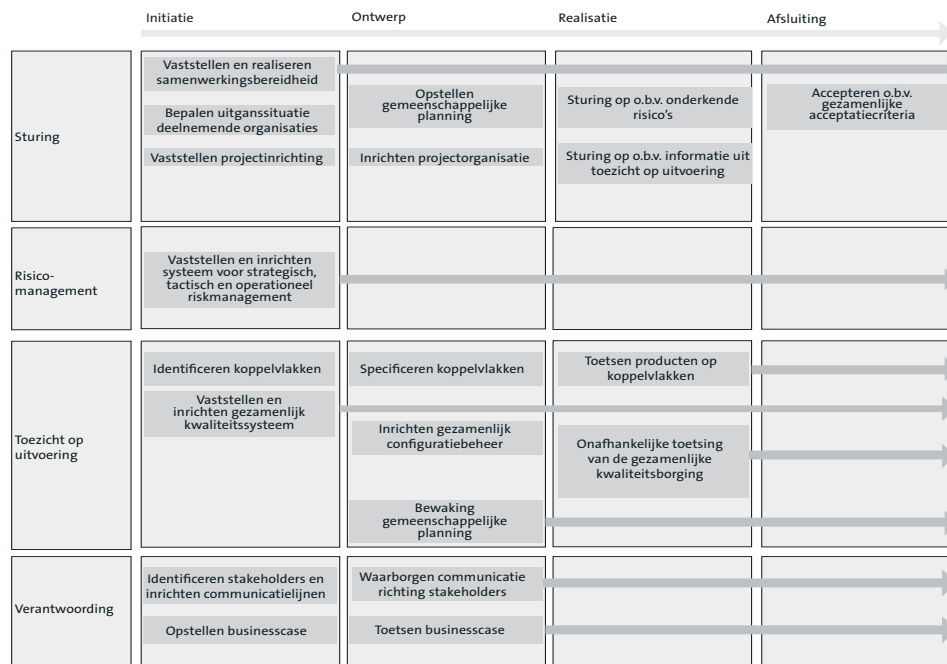 Initiatie
Ontwerp
Realisatie
Afsluiting
Sturing
Vaststellen en realiseren
samenwerkingsbereidheid
Bepalen uitganssituatie
deelnemende organisaties
Vaststellen projectinrichting
Opstellen
gemeenschappelijke
planning
Inrichten projectorganisatie
Sturing op o.b.v. onderkende
risico's
Sturing op o.b.v. informatie uit
toezicht op uitvoering
Accepteren o.b.v.
gezamenlijke
acceptatiecriteria
Risico-
management
Vaststellen en inrichten
systeem voor strategisch,
tactisch en operationeel
riskmanagement
Toezicht op
uitvoering
Identificeren koppelvlakken
Vaststellen en
inrichten gezamenlijk
kwaliteitssysteem
Specificeren koppelvlakken
Inrichten gezamenlijk
configuratiebeheer
Bewaking
gemeenschappelijke
planning
Toetsen producten op
koppelvlakken
Onafhankelijke toetsing
van de gezamenlijke
kwaliteitsborging
Verantwoording
Identificeren stakeholders en
inrichten communicatielijnen
Opstellen businesscase
Waarborgen communicatie
richting stakeholders
Toetsen businesscase